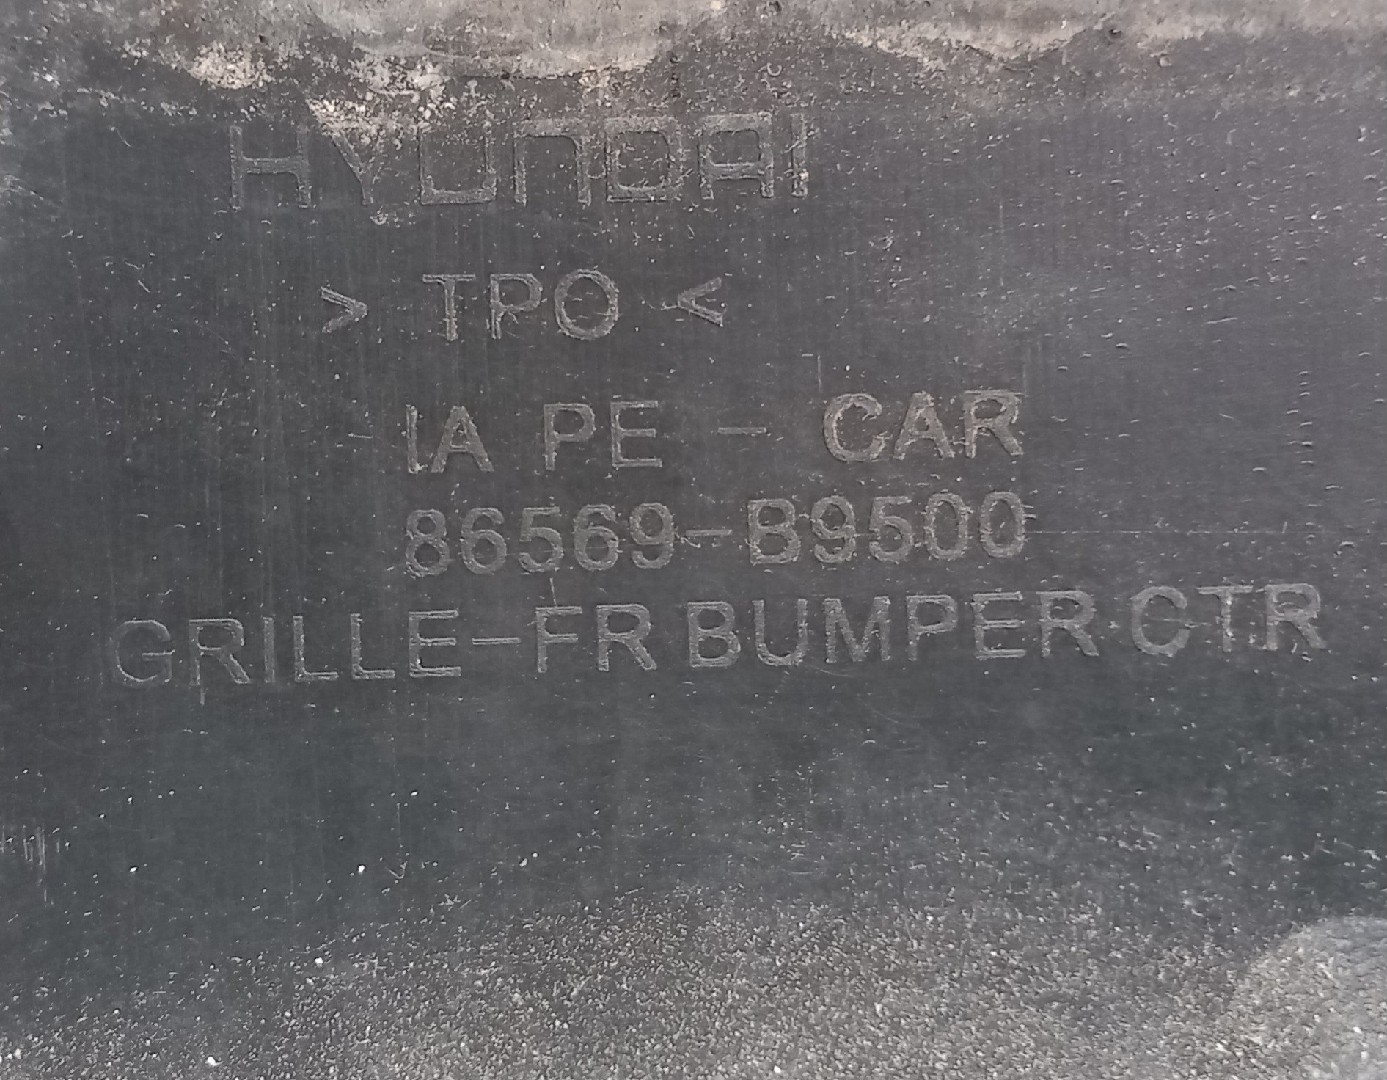 HYUNDAI
> TPO <
IA PE - CAR
86569-B9500
GRILLE-FR BUMPER CTR